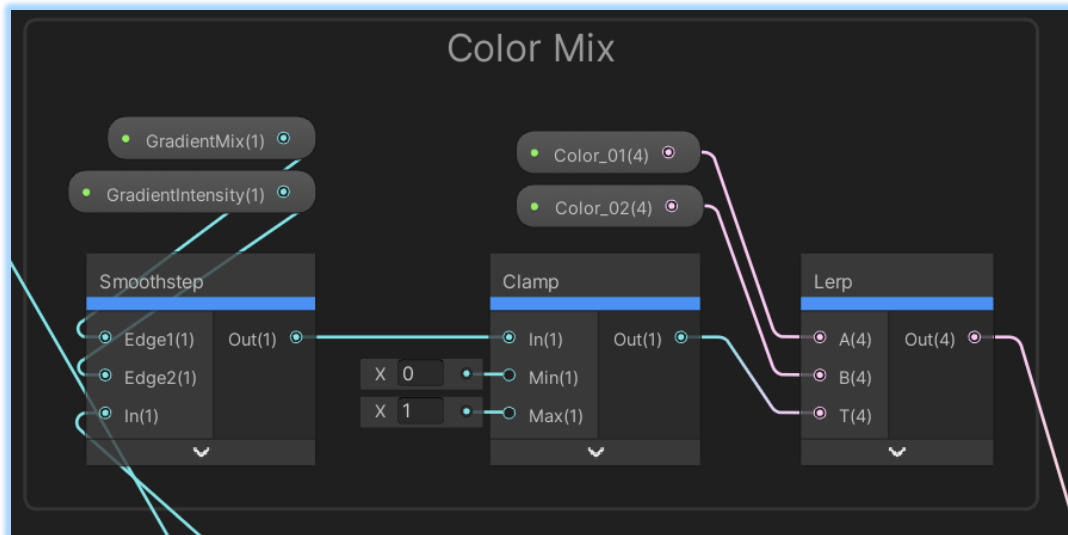 Color Mix
GradientMix(1)
GradientIntensity(1)
Color_01(4)
Color_02(4)
Smoothstep
Edge1(1)
Out(1)
Edge2(1)
In(1)
Clamp
In(1)
Out(1)
X 0
Min(1)
X 1
Max(1)
Lerp
A(4)
Out(4)
B(4)
T(4)